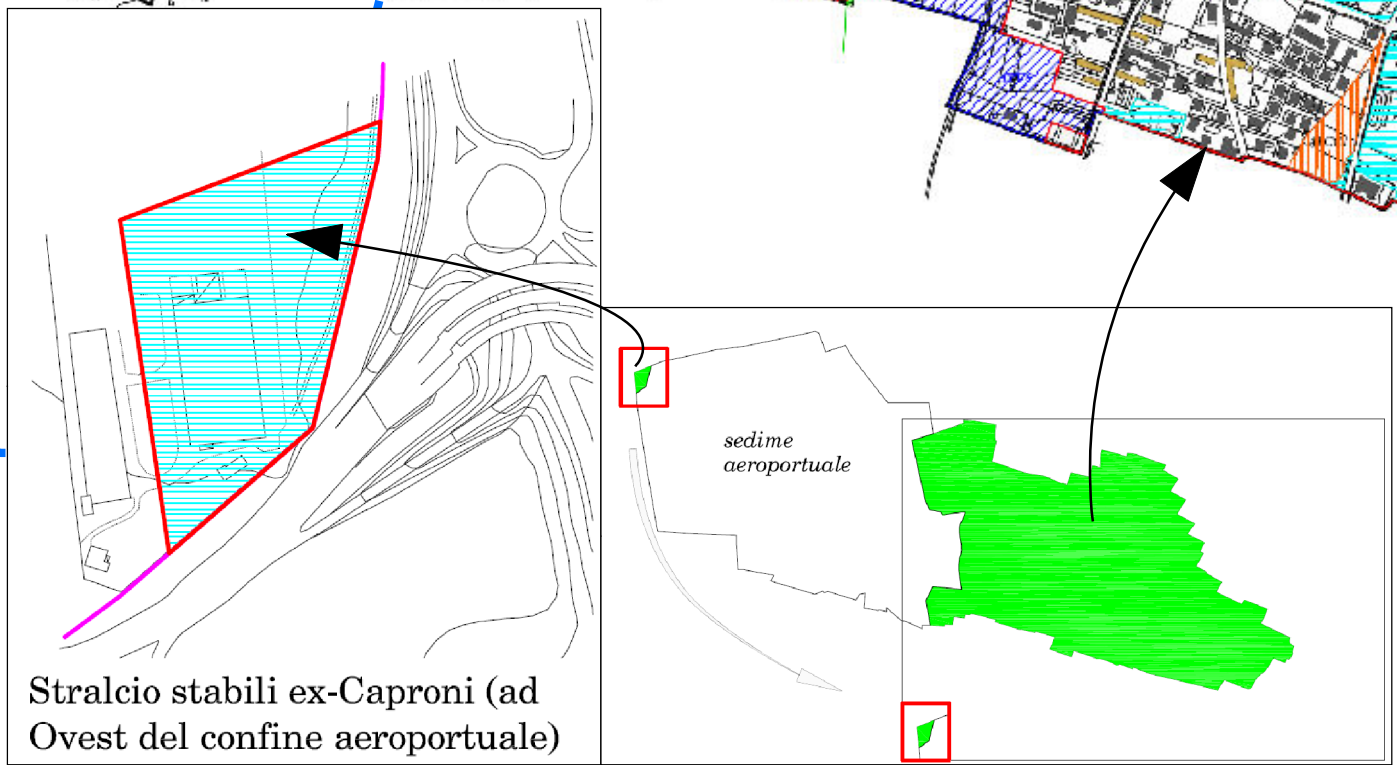 sedime
aeroportuale
Stralcio stabili ex-Caproni (ad
Ovest del confine aeroportuale)